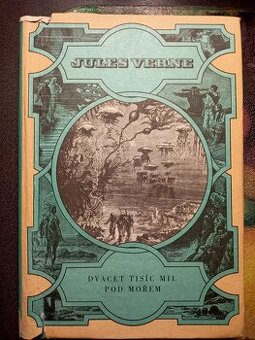 JULES VERNE
DVACET TISÍC MIL
POD MOŘEM